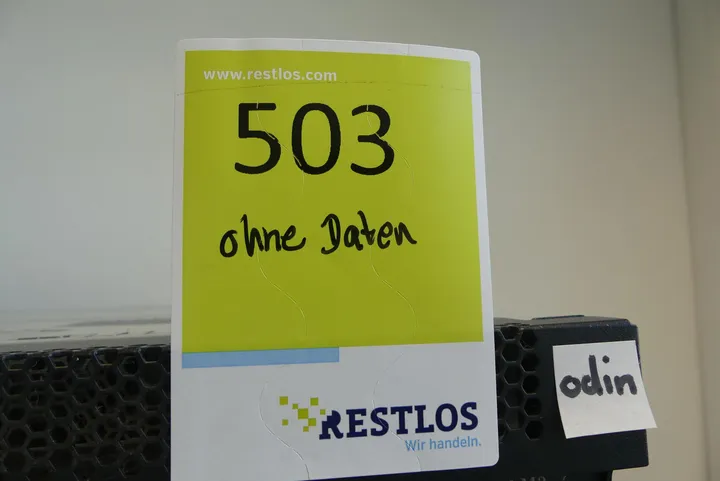 www.restlos.com
503
ohne Daten
RESTLOS
Wir handeln.
odin